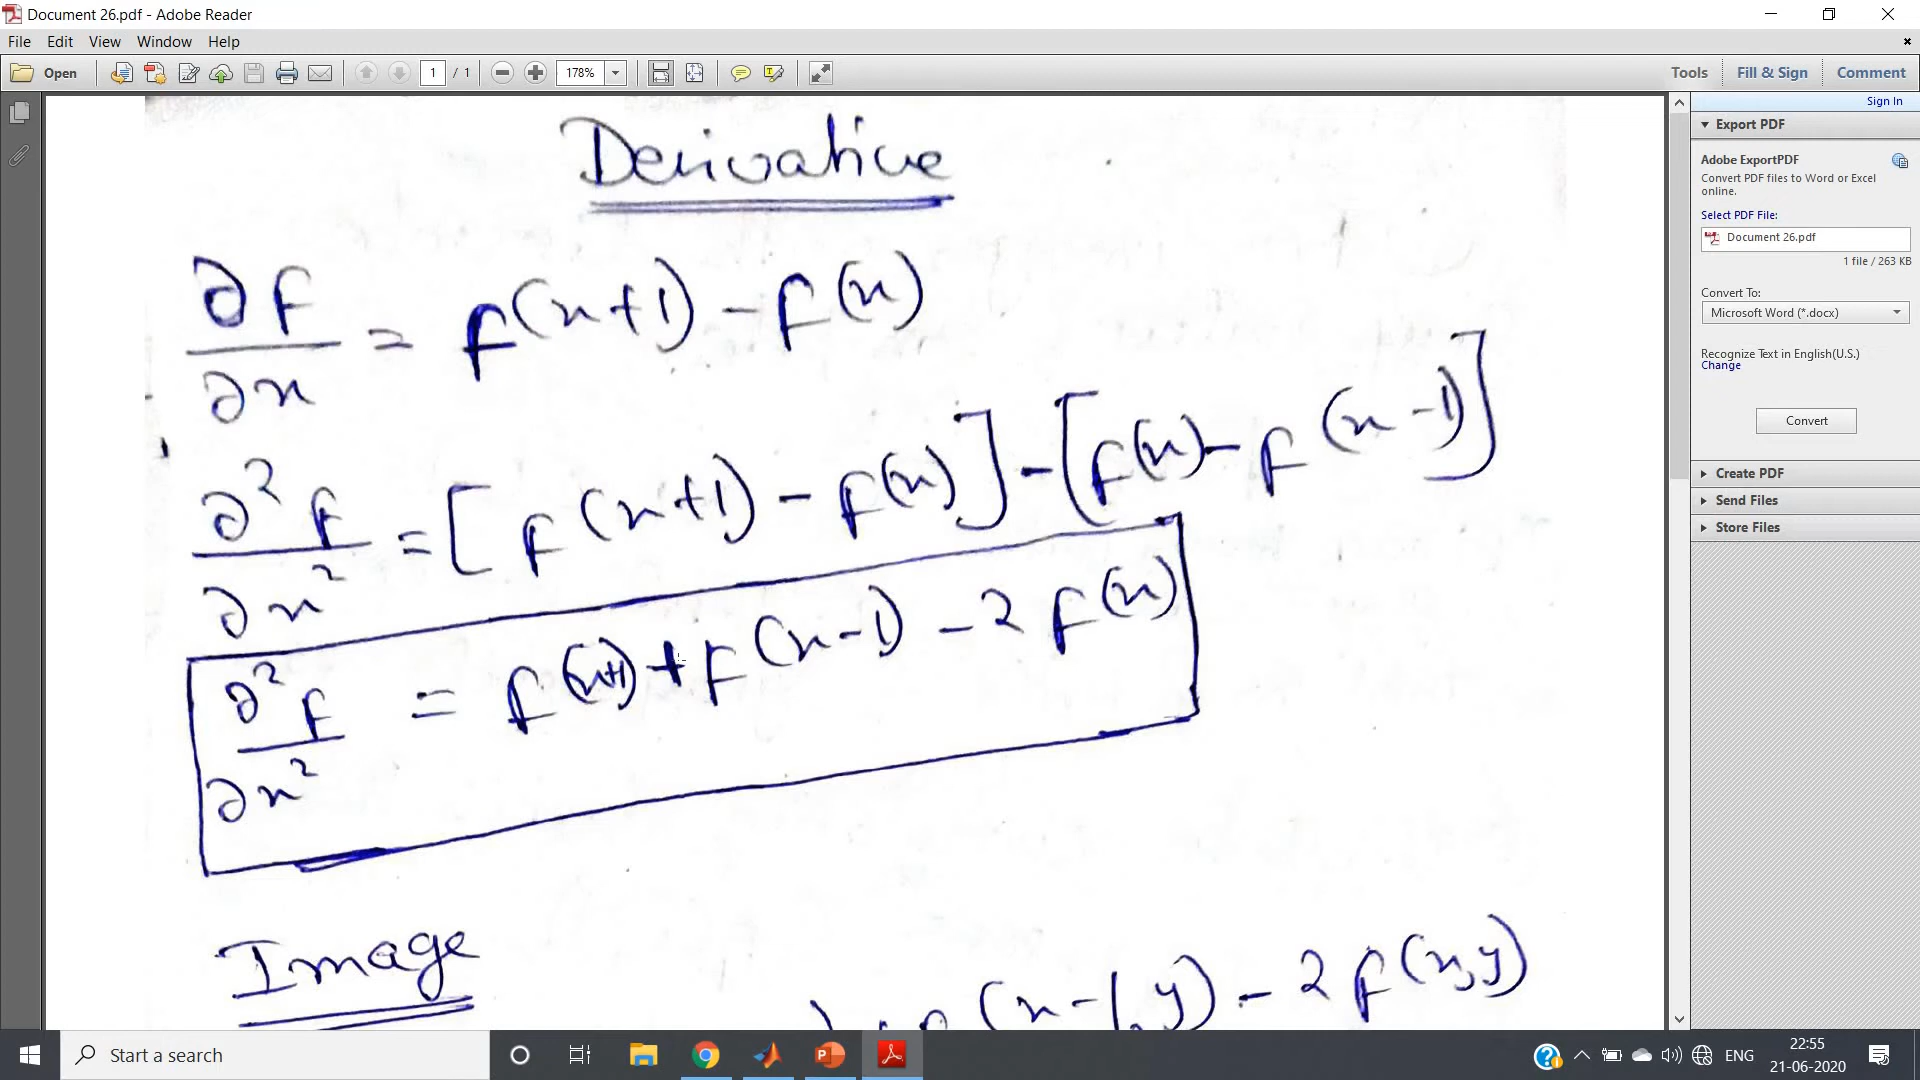 Document 26.pdf - Adobe Reader
File Edit View Window Help
Open 1 / 1 178% Tools Fill & Sign Comment
Sign In
Export PDF
Adobe ExportPDF
Convert PDF files to Word or Excel
online.
Select PDF File:
Document 26.pdf
1 file / 263 KB
Convert To:
Microsoft Word (*.docx)
Recognize Text in English(U.S.)
Change
Convert
Create PDF
Send Files
Store Files
Derivative
∂f/∂x = f(x+1) - f(x)
∂²f/∂x² = [f(x+1) - f(x)] - [f(x) - f(x-1)]
∂²f/∂x² = f(x+1) + f(x-1) - 2f(x)
Image
(x-1,y) - 2f(x,y)
Start a search
ENG
22:55
21-06-2020